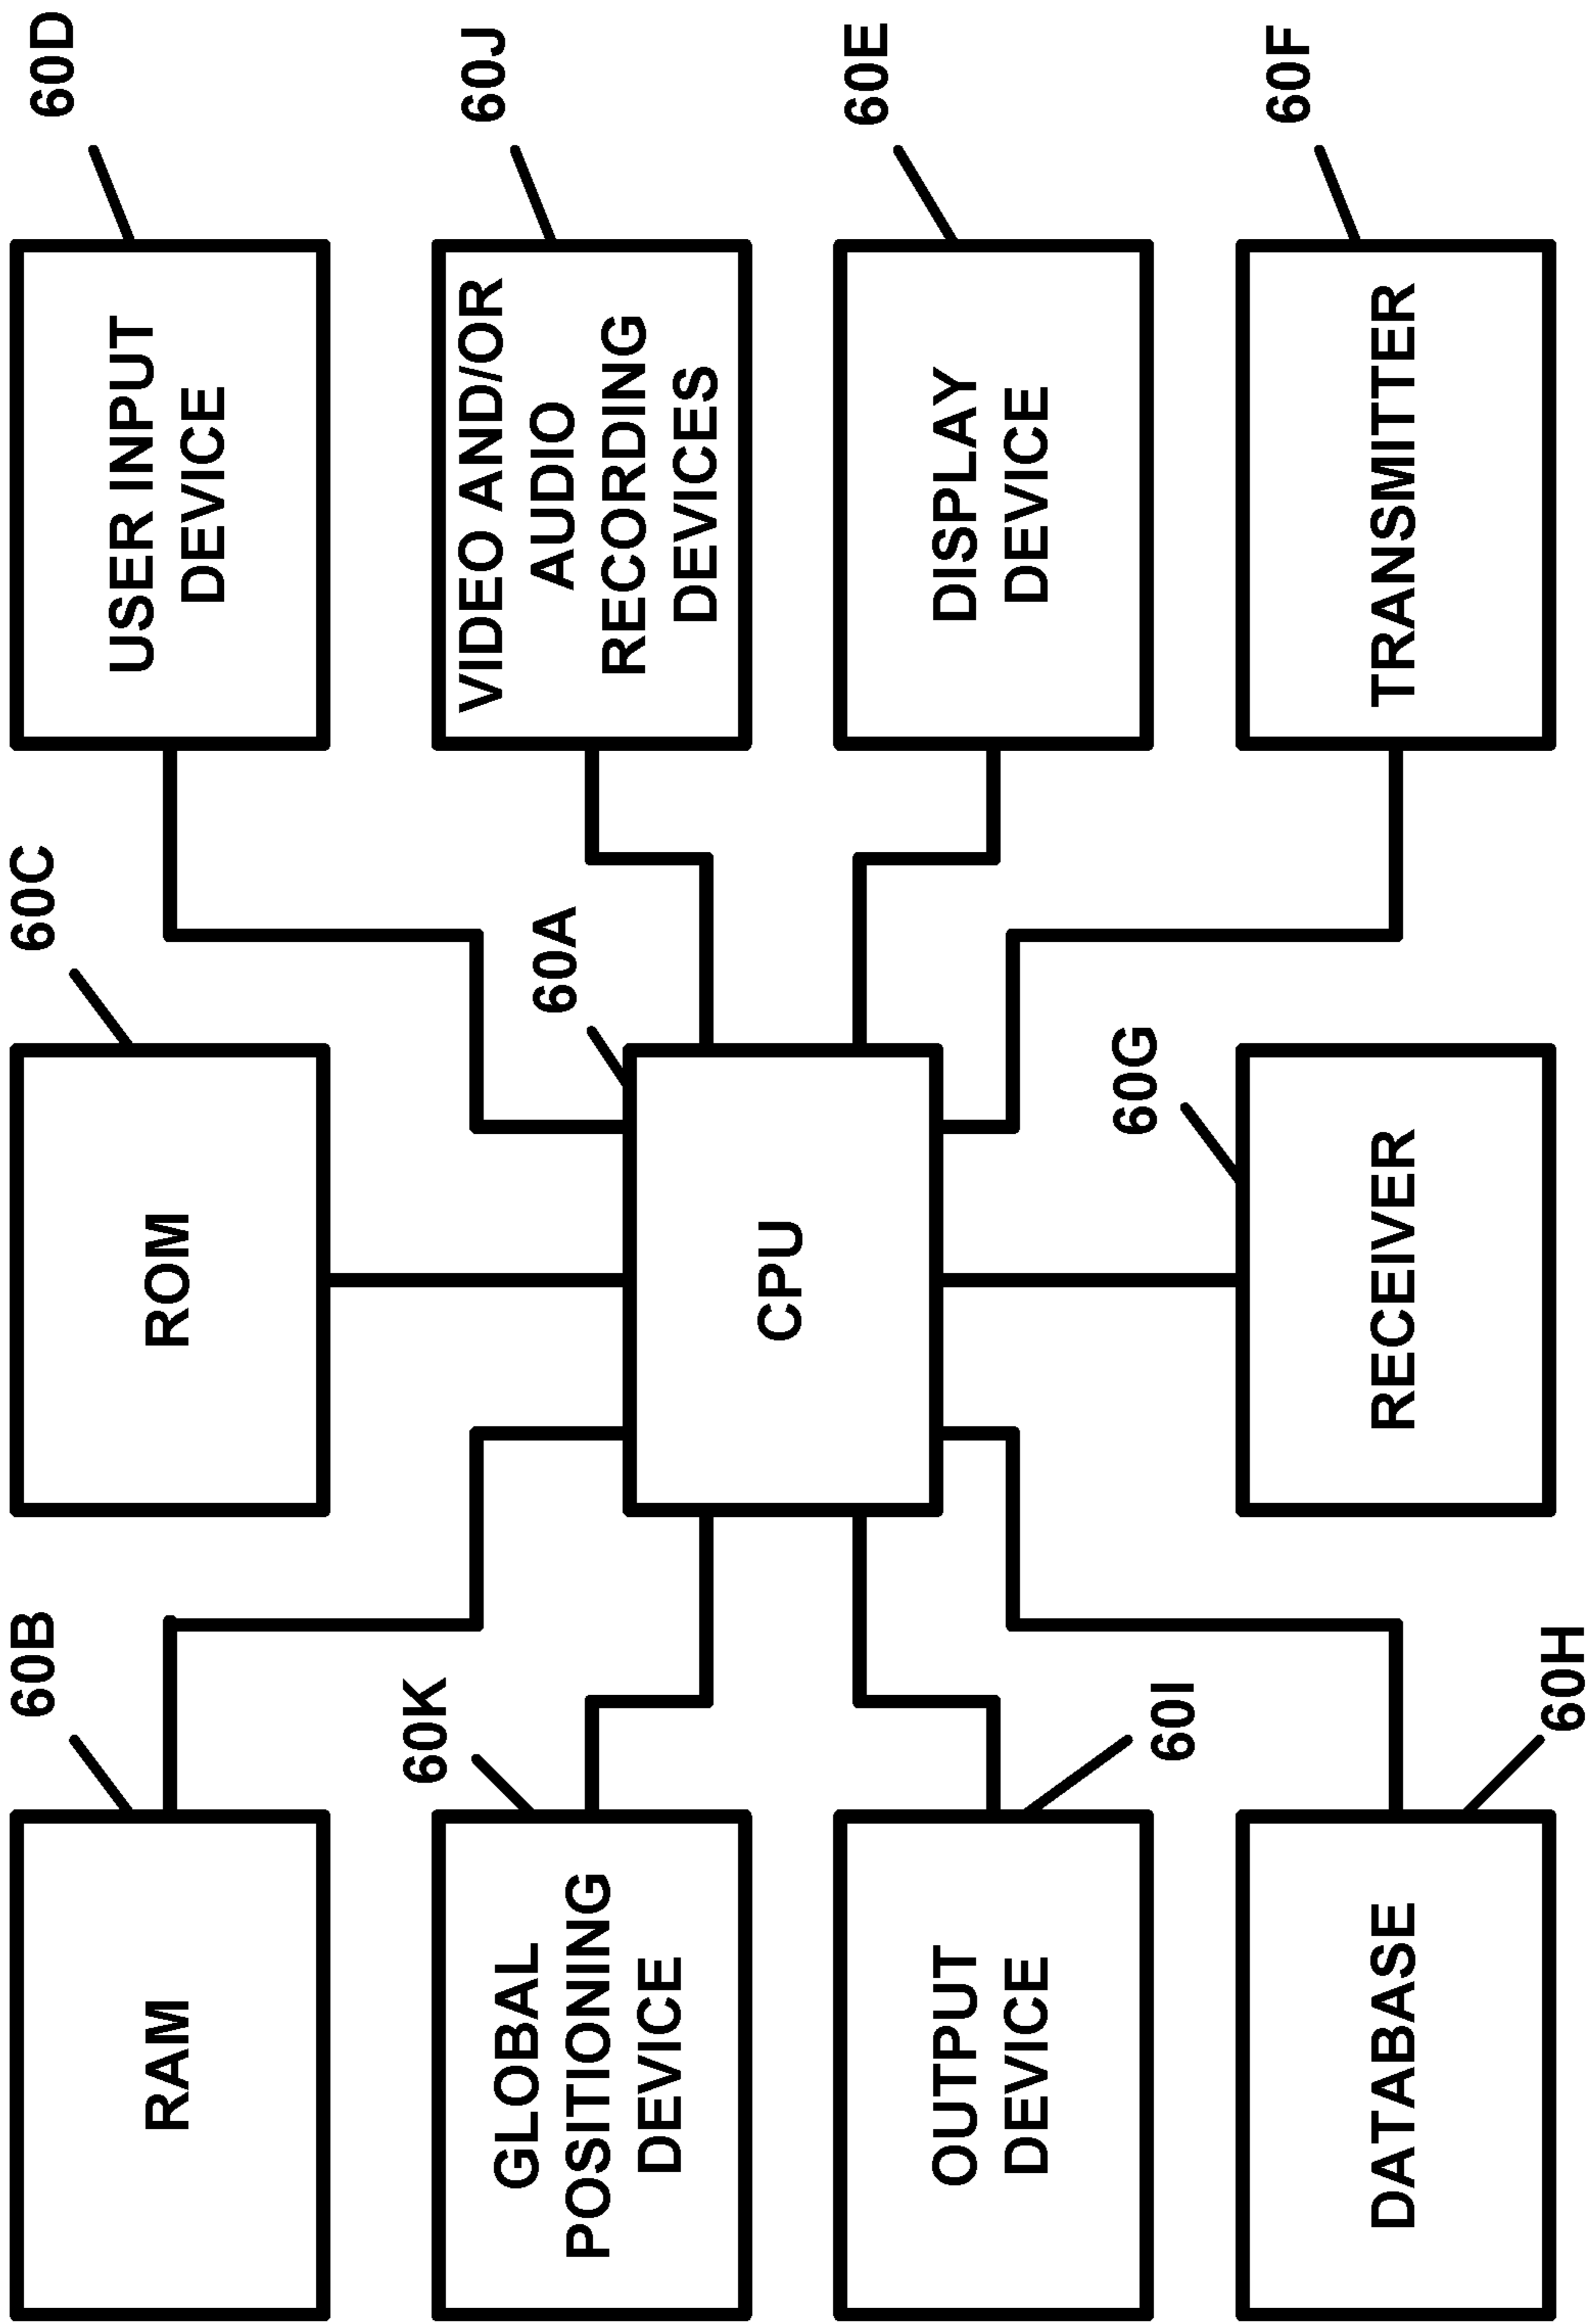 60B
RAM
60C
ROM
60D
USER INPUT
DEVICE
60K
GLOBAL
POSITIONING
DEVICE
60A
CPU
60J
VIDEO AND/OR
AUDIO
RECORDING
DEVICES
60I
OUTPUT
DEVICE
60E
DISPLAY
DEVICE
60H
DATABASE
60G
RECEIVER
60F
TRANSMITTER